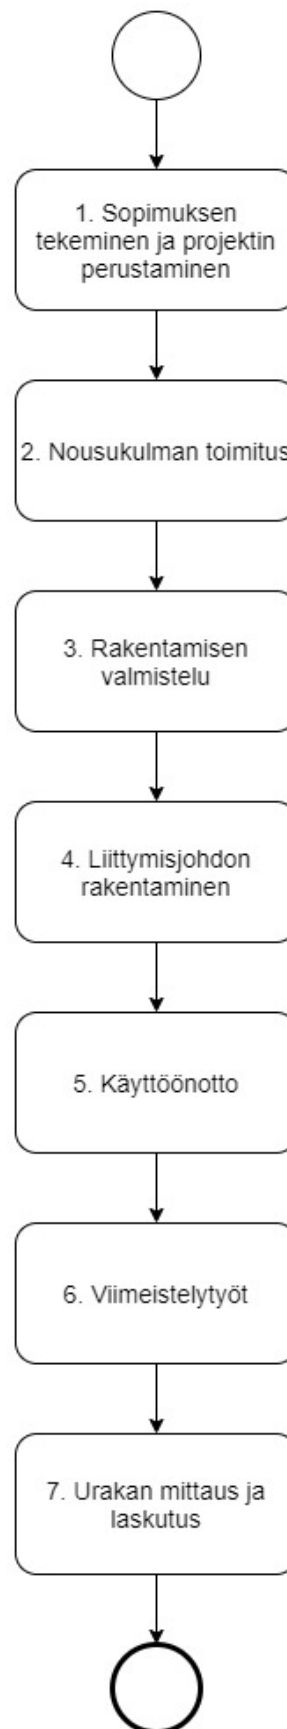 1. Sopimuksen
tekeminen ja projektin
perustaminen
2. Nousukulman toimitus
3. Rakentamisen
valmistelu
4. Liittymisjohdon
rakentaminen
5. Käyttöönotto
6. Viimeistelytyöt
7. Urakan mittaus ja
laskutus